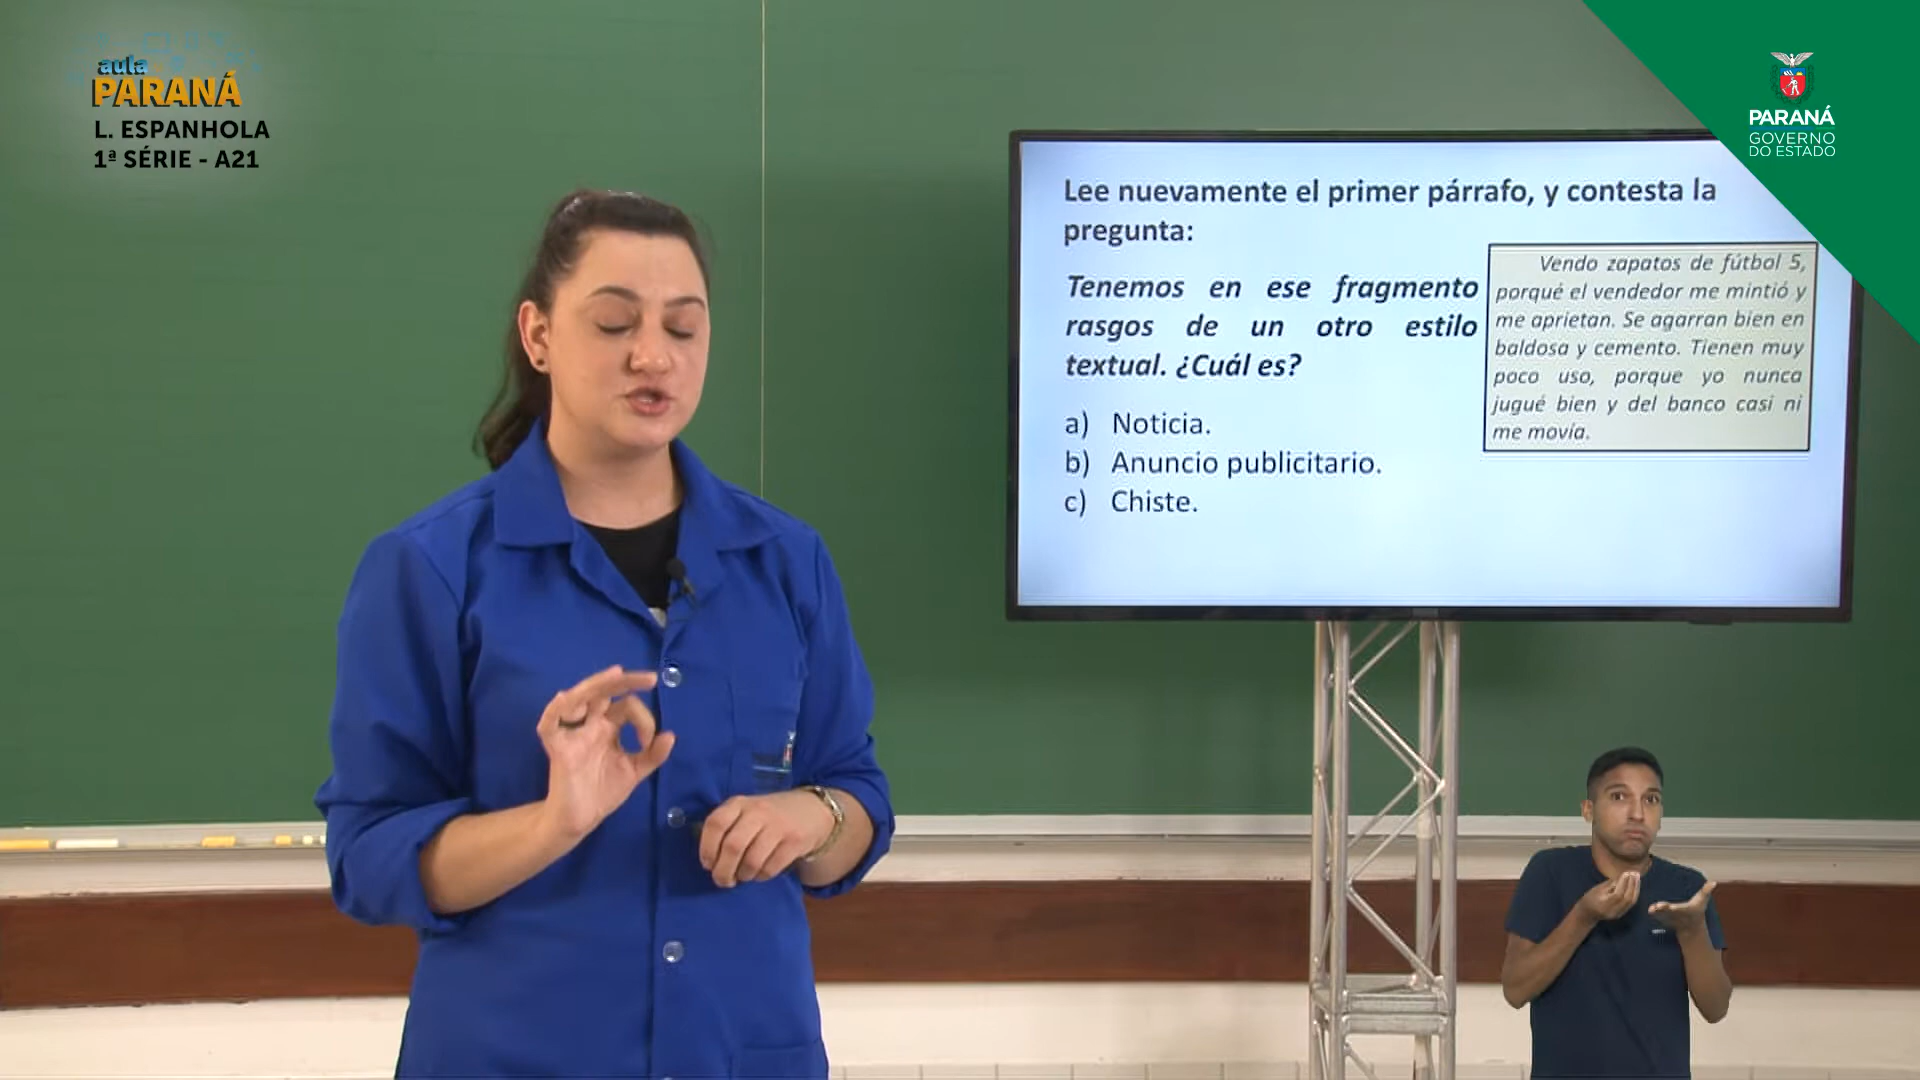 aula
PARANÁ
L. ESPANHOLA
1ª SÉRIE - A21
PARANÁ
GOVERNO
DO ESTADO
Lee nuevamente el primer párrafo, y contesta la
pregunta:
Tenemos en ese fragmento
rasgos de un otro estilo
textual. ¿Cuál es?
a) Noticia.
b) Anuncio publicitario.
c) Chiste.
Vendo zapatos de fútbol 5,
porqué el vendedor me mintió y
me aprietan. Se agarran bien en
baldosa y cemento. Tienen muy
poco uso, porque yo nunca
jugué bien y del banco casi ni
me movía.